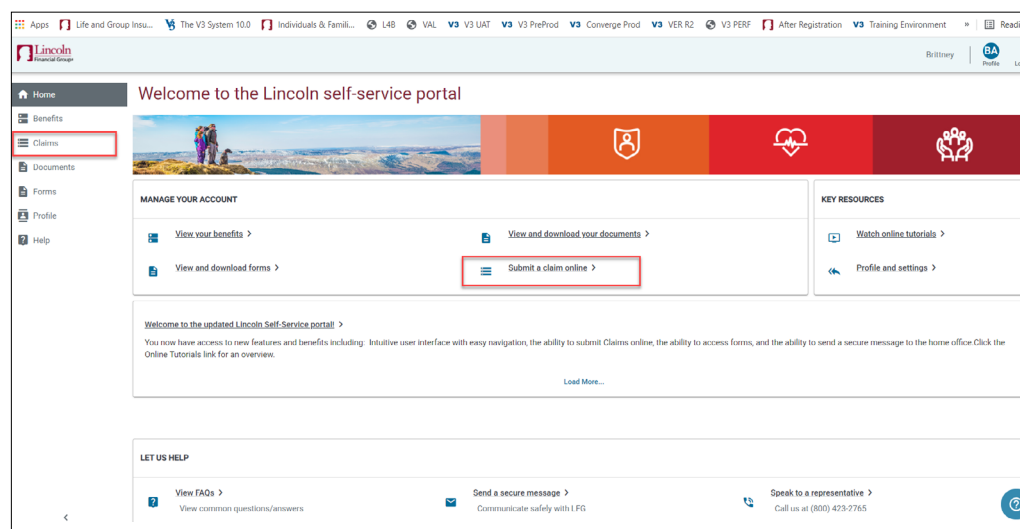 Apps Life and Group Insu... The V3 System 10.0 Individuals & Famili... L4B VAL V3 V3 UAT V3 V3 PreProd V3 Converge Prod V3 VER R2 V3 PERF After Registration V3 Training Environment »
Lincoln
Financial Group®
Brittney
BA
Profile
Home
Welcome to the Lincoln self-service portal
Benefits
Claims
Documents
Forms
Profile
Help
MANAGE YOUR ACCOUNT
View your benefits >
View and download your documents >
View and download forms >
Submit a claim online >
KEY RESOURCES
Watch online tutorials >
Profile and settings >
Welcome to the updated Lincoln Self-Service portal! >
You now have access to new features and benefits including: Intuitive user interface with easy navigation, the ability to submit Claims online, the ability to access forms, and the ability to send a secure message to the home office.Click the
Online Tutorials link for an overview.
Load More...
LET US HELP
View FAQs >
View common questions/answers
Send a secure message >
Communicate safely with LFG
Speak to a representative >
Call us at (800) 423-2765
<